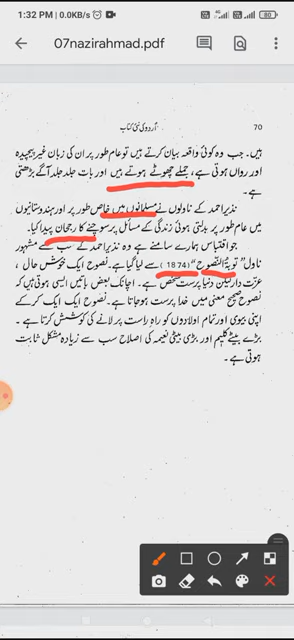 1:32 PM | 0.0KB/s
80
07nazirahmad.pdf
اُردو کی نئی کتاب
70
ہیں۔ جب وہ کوئی واقعہ بیان کرتے ہیں تو عام طور پر ان کی زبان غیر پیچیدہ
اور رواں ہوتی ہے، جملے چھوٹے ہوتے ہیں اور بات جلد جلد آگے بڑھتی
ہے۔
نذیر احمد کے ناولوں نے مسلمانوں میں خاص طور پر اور ہندوستانیوں
میں عام طور پر بدلتی ہوئی زندگی کے مسائل پر سوچنے کا رجحان پیدا کیا۔
جو اقتباس ہمارے سامنے ہے وہ نذیر احمد کے سب سے مشہور
ناول "توبۃ النصوح" (1874) سے لیا گیا ہے۔ نصوح ایک خوش حال،
عزت دار لیکن دنیا پرست شخص ہے۔ اچانک بعض باتیں ایسی ہوتی ہیں کہ
نصوح صحیح معنی میں خدا پرست ہو جاتا ہے۔ نصوح ایک ایک کر کے
اپنی بیوی اور تمام اولادوں کو راہِ راست پر لانے کی کوشش کرتا ہے۔
بڑے بیٹے کلیم اور بڑی بیٹی نعیمہ کی اصلاح سب سے زیادہ مشکل ثابت
ہوتی ہے۔